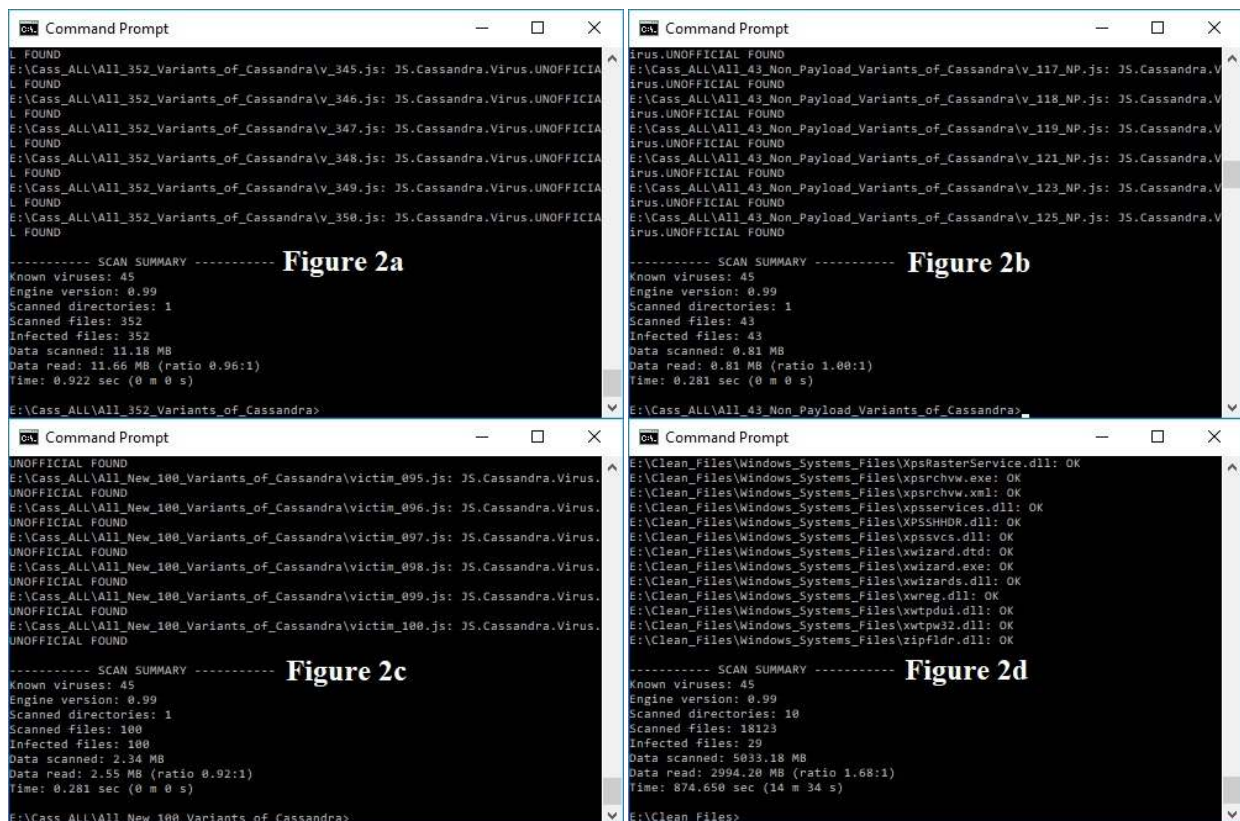 Command Prompt
L FOUND
E:\Cass_ALL\All_352_Variants_of_Cassandra\v_345.js: JS.Cassandra.Virus.UNOFFICIA
L FOUND
E:\Cass_ALL\All_352_Variants_of_Cassandra\v_346.js: JS.Cassandra.Virus.UNOFFICIA
L FOUND
E:\Cass_ALL\All_352_Variants_of_Cassandra\v_347.js: JS.Cassandra.Virus.UNOFFICIA
L FOUND
E:\Cass_ALL\All_352_Variants_of_Cassandra\v_348.js: JS.Cassandra.Virus.UNOFFICIA
L FOUND
E:\Cass_ALL\All_352_Variants_of_Cassandra\v_349.js: JS.Cassandra.Virus.UNOFFICIA
L FOUND
E:\Cass_ALL\All_352_Variants_of_Cassandra\v_350.js: JS.Cassandra.Virus.UNOFFICIA
L FOUND
----------- SCAN SUMMARY ----------- Figure 2a
Known viruses: 45
Engine version: 0.99
Scanned directories: 1
Scanned files: 352
Infected files: 352
Data scanned: 11.18 MB
Data read: 11.66 MB (ratio 0.96:1)
Time: 0.922 sec (0 m 0 s)
E:\Cass_ALL\All_352_Variants_of_Cassandra>
Command Prompt
irus.UNOFFICIAL FOUND
E:\Cass_ALL\All_43_Non_Payload_Variants_of_Cassandra\v_117_NP.js: JS.Cassandra.V
irus.UNOFFICIAL FOUND
E:\Cass_ALL\All_43_Non_Payload_Variants_of_Cassandra\v_118_NP.js: JS.Cassandra.V
irus.UNOFFICIAL FOUND
E:\Cass_ALL\All_43_Non_Payload_Variants_of_Cassandra\v_119_NP.js: JS.Cassandra.V
irus.UNOFFICIAL FOUND
E:\Cass_ALL\All_43_Non_Payload_Variants_of_Cassandra\v_121_NP.js: JS.Cassandra.V
irus.UNOFFICIAL FOUND
E:\Cass_ALL\All_43_Non_Payload_Variants_of_Cassandra\v_123_NP.js: JS.Cassandra.V
irus.UNOFFICIAL FOUND
E:\Cass_ALL\All_43_Non_Payload_Variants_of_Cassandra\v_125_NP.js: JS.Cassandra.V
irus.UNOFFICIAL FOUND
----------- SCAN SUMMARY ----------- Figure 2b
Known viruses: 45
Engine version: 0.99
Scanned directories: 1
Scanned files: 43
Infected files: 43
Data scanned: 0.81 MB
Data read: 0.81 MB (ratio 1.00:1)
Time: 0.281 sec (0 m 0 s)
E:\Cass_ALL\All_43_Non_Payload_Variants_of_Cassandra>
Command Prompt
UNOFFICIAL FOUND
E:\Cass_ALL\All_New_100_Variants_of_Cassandra\victim_095.js: JS.Cassandra.Virus.
UNOFFICIAL FOUND
E:\Cass_ALL\All_New_100_Variants_of_Cassandra\victim_096.js: JS.Cassandra.Virus.
UNOFFICIAL FOUND
E:\Cass_ALL\All_New_100_Variants_of_Cassandra\victim_097.js: JS.Cassandra.Virus.
UNOFFICIAL FOUND
E:\Cass_ALL\All_New_100_Variants_of_Cassandra\victim_098.js: JS.Cassandra.Virus.
UNOFFICIAL FOUND
E:\Cass_ALL\All_New_100_Variants_of_Cassandra\victim_099.js: JS.Cassandra.Virus.
UNOFFICIAL FOUND
E:\Cass_ALL\All_New_100_Variants_of_Cassandra\victim_100.js: JS.Cassandra.Virus.
UNOFFICIAL FOUND
----------- SCAN SUMMARY ----------- Figure 2c
Known viruses: 45
Engine version: 0.99
Scanned directories: 1
Scanned files: 100
Infected files: 100
Data scanned: 2.34 MB
Data read: 2.55 MB (ratio 0.92:1)
Time: 0.281 sec (0 m 0 s)
E:\Cass_ALL\All_New_100_Variants_of_Cassandra>
Command Prompt
E:\Clean_Files\Windows_Systems_Files\XpsRasterService.dll: OK
E:\Clean_Files\Windows_Systems_Files\xpsrchvw.exe: OK
E:\Clean_Files\Windows_Systems_Files\xpsrchvw.xml: OK
E:\Clean_Files\Windows_Systems_Files\xpsservices.dll: OK
E:\Clean_Files\Windows_Systems_Files\XPSSHHDR.dll: OK
E:\Clean_Files\Windows_Systems_Files\xpssvcs.dll: OK
E:\Clean_Files\Windows_Systems_Files\xwizard.dtd: OK
E:\Clean_Files\Windows_Systems_Files\xwizard.exe: OK
E:\Clean_Files\Windows_Systems_Files\xwizards.dll: OK
E:\Clean_Files\Windows_Systems_Files\xwreg.dll: OK
E:\Clean_Files\Windows_Systems_Files\xwtpdui.dll: OK
E:\Clean_Files\Windows_Systems_Files\xwtpw32.dll: OK
E:\Clean_Files\Windows_Systems_Files\zipfldr.dll: OK
----------- SCAN SUMMARY ----------- Figure 2d
Known viruses: 45
Engine version: 0.99
Scanned directories: 10
Scanned files: 18123
Infected files: 29
Data scanned: 5033.18 MB
Data read: 2994.20 MB (ratio 1.68:1)
Time: 874.650 sec (14 m 34 s)
E:\Clean_Files>